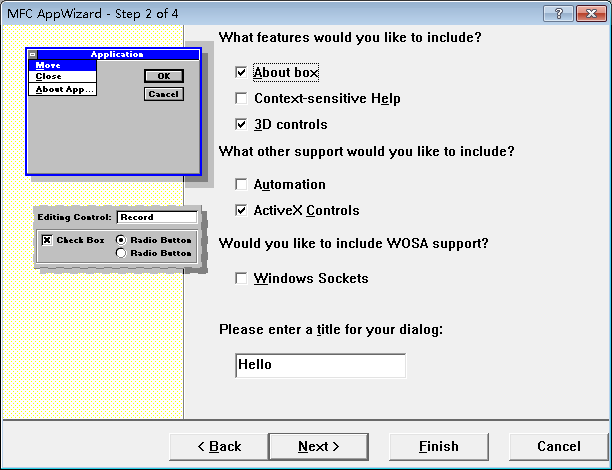 MFC AppWizard - Step 2 of 4
What features would you like to include?
About box
Context-sensitive Help
3D controls
What other support would you like to include?
Automation
ActiveX Controls
Would you like to include WOSA support?
Windows Sockets
Please enter a title for your dialog:
Hello
Application
Move
Close
About App...
OK
Cancel
Editing Control: Record
Check Box
Radio Button
Radio Button
< Back
Next >
Finish
Cancel